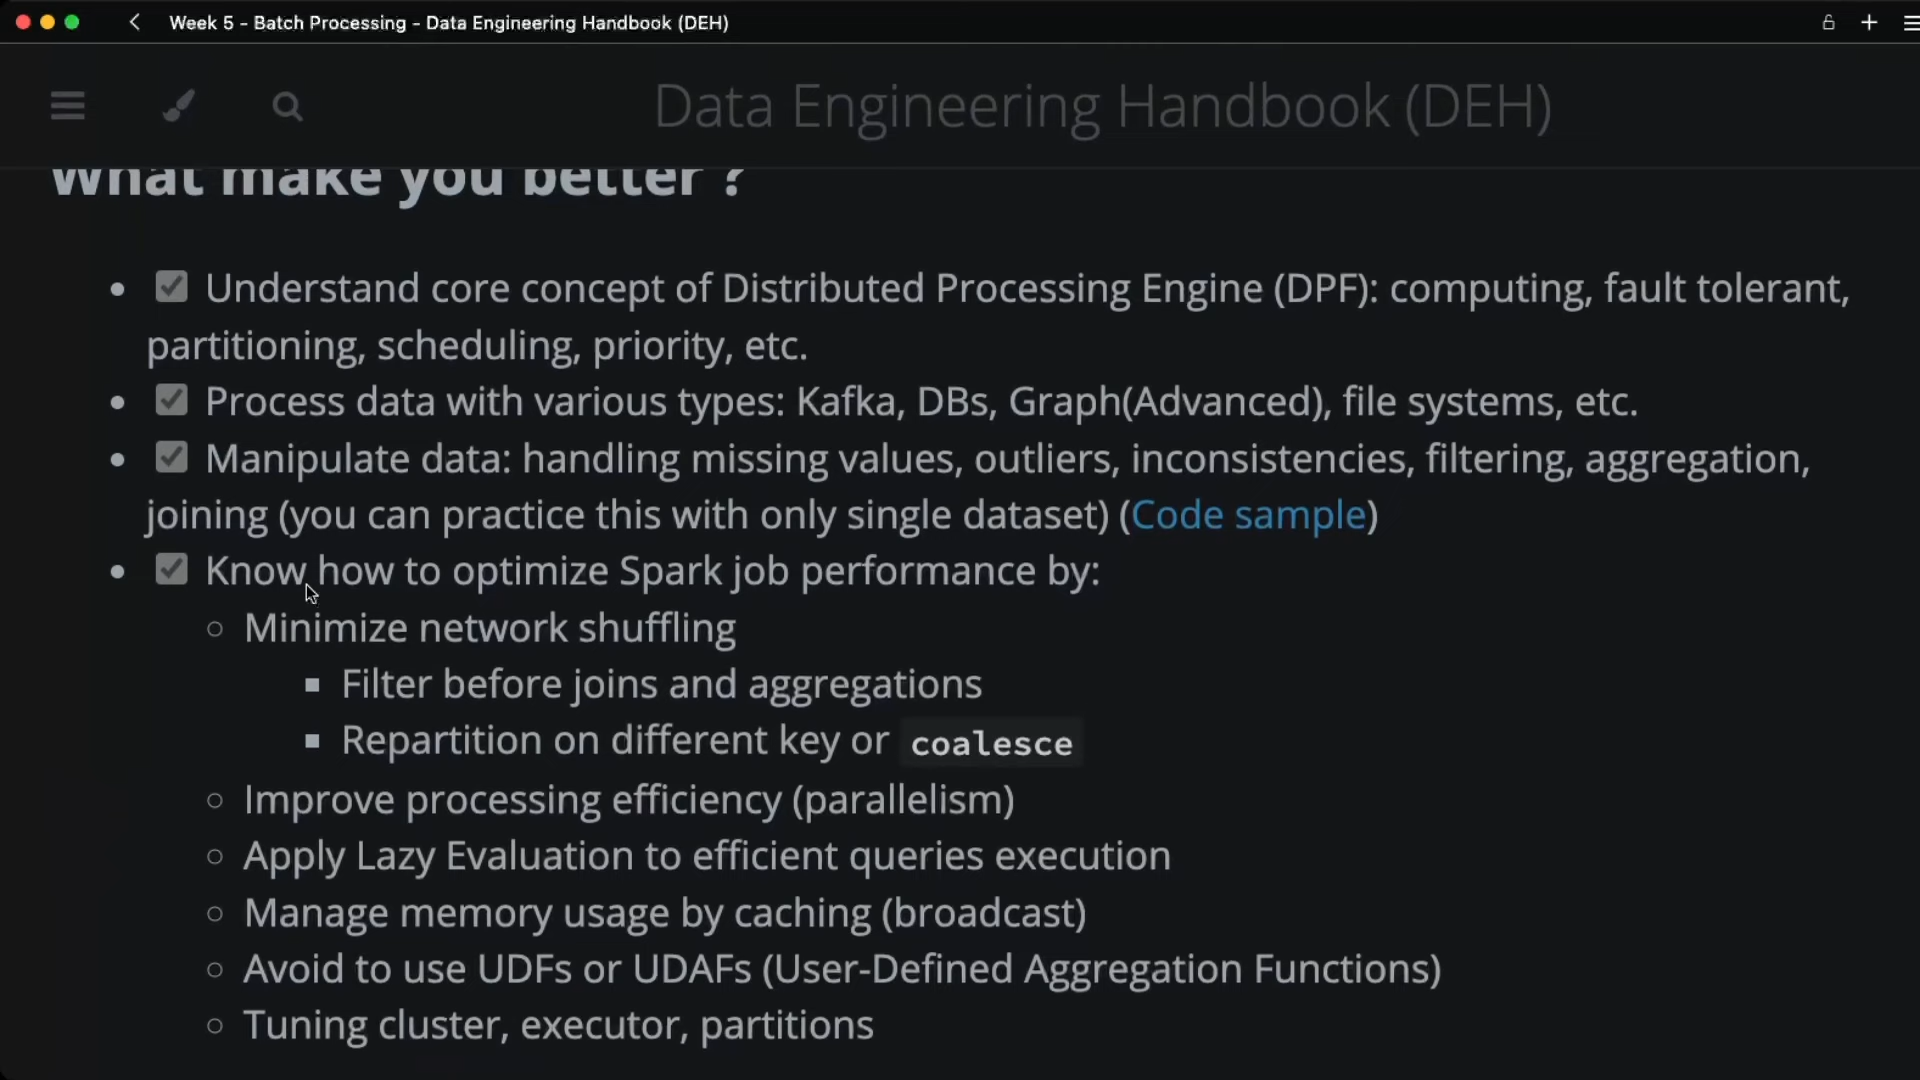 Week 5 - Batch Processing - Data Engineering Handbook (DEH)
Data Engineering Handbook (DEH)
What make you better ?
Understand core concept of Distributed Processing Engine (DPF): computing, fault tolerant,
partitioning, scheduling, priority, etc.
Process data with various types: Kafka, DBs, Graph(Advanced), file systems, etc.
Manipulate data: handling missing values, outliers, inconsistencies, filtering, aggregation,
joining (you can practice this with only single dataset) (Code sample)
Know how to optimize Spark job performance by:
Minimize network shuffling
Filter before joins and aggregations
Repartition on different key or coalesce
Improve processing efficiency (parallelism)
Apply Lazy Evaluation to efficient queries execution
Manage memory usage by caching (broadcast)
Avoid to use UDFs or UDAFs (User-Defined Aggregation Functions)
Tuning cluster, executor, partitions